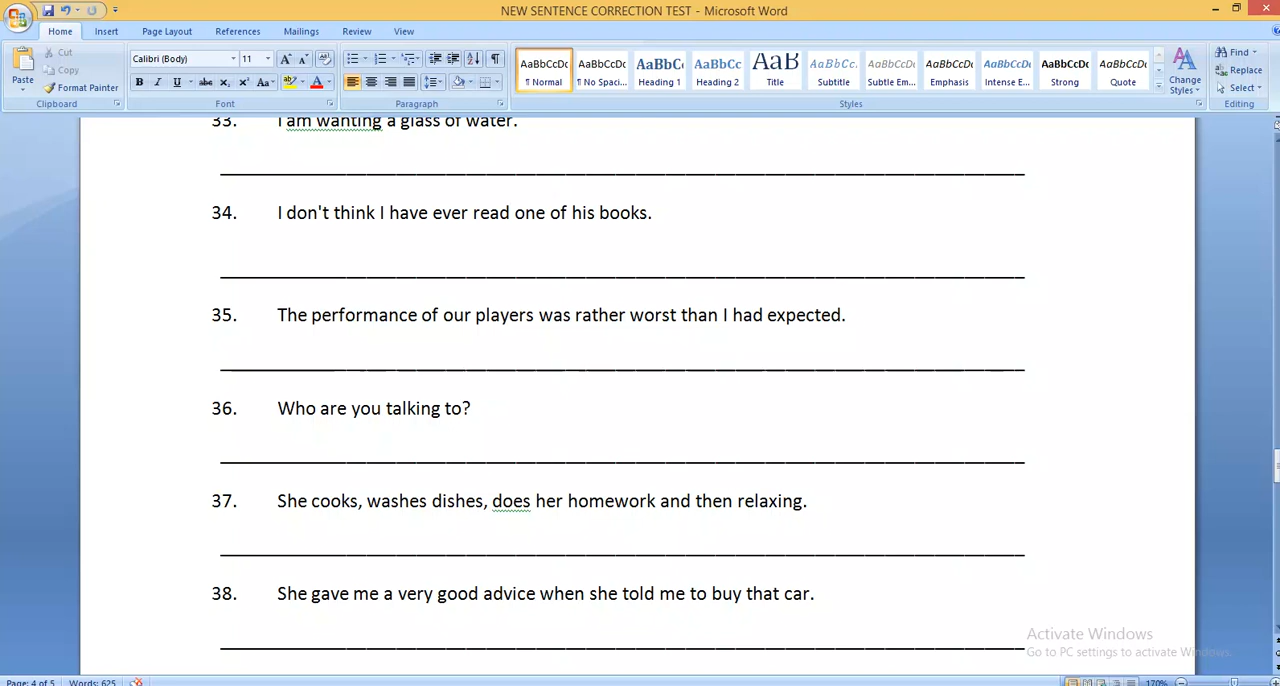 NEW SENTENCE CORRECTION TEST - Microsoft Word
Home Insert Page Layout References Mailings Review View
Paste
Cut
Copy
Format Painter
Clipboard
Calibri (Body) 11
Font
Paragraph
AaBbCcDc ¶ Normal
AaBbCcDc ¶ No Spaci...
AaBbC Heading 1
AaBbCc Heading 2
AaB Title
AaBbCc. Subtitle
AaBbCcDc Subtle Em...
AaBbCcDc Emphasis
AaBbCcDc Intense E...
AaBbCcDc Strong
AaBbCcDc Quote
Change Styles
Styles
Find
Replace
Select
Editing
33. I am wanting a glass of water.
34. I don't think I have ever read one of his books.
35. The performance of our players was rather worst than I had expected.
36. Who are you talking to?
37. She cooks, washes dishes, does her homework and then relaxing.
38. She gave me a very good advice when she told me to buy that car.
Activate Windows
Go to PC settings to activate Windows.
Page: 4 of 5 Words: 625 170%